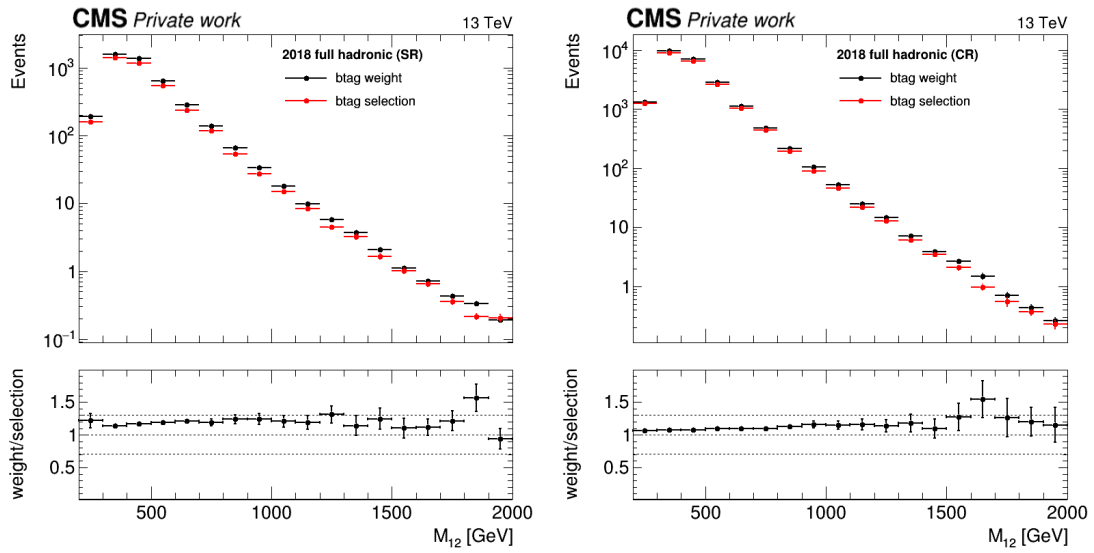 CMS Private work
13 TeV
2018 full hadronic (SR)
btag weight
btag selection
Events
10³
10²
10
1
10⁻¹
weight/selection
1.5
1
0.5
500
1000
1500
2000
M₁₂ [GeV]
CMS Private work
13 TeV
2018 full hadronic (CR)
btag weight
btag selection
Events
10⁴
10³
10²
10
1
weight/selection
1.5
1
0.5
500
1000
1500
2000
M₁₂ [GeV]